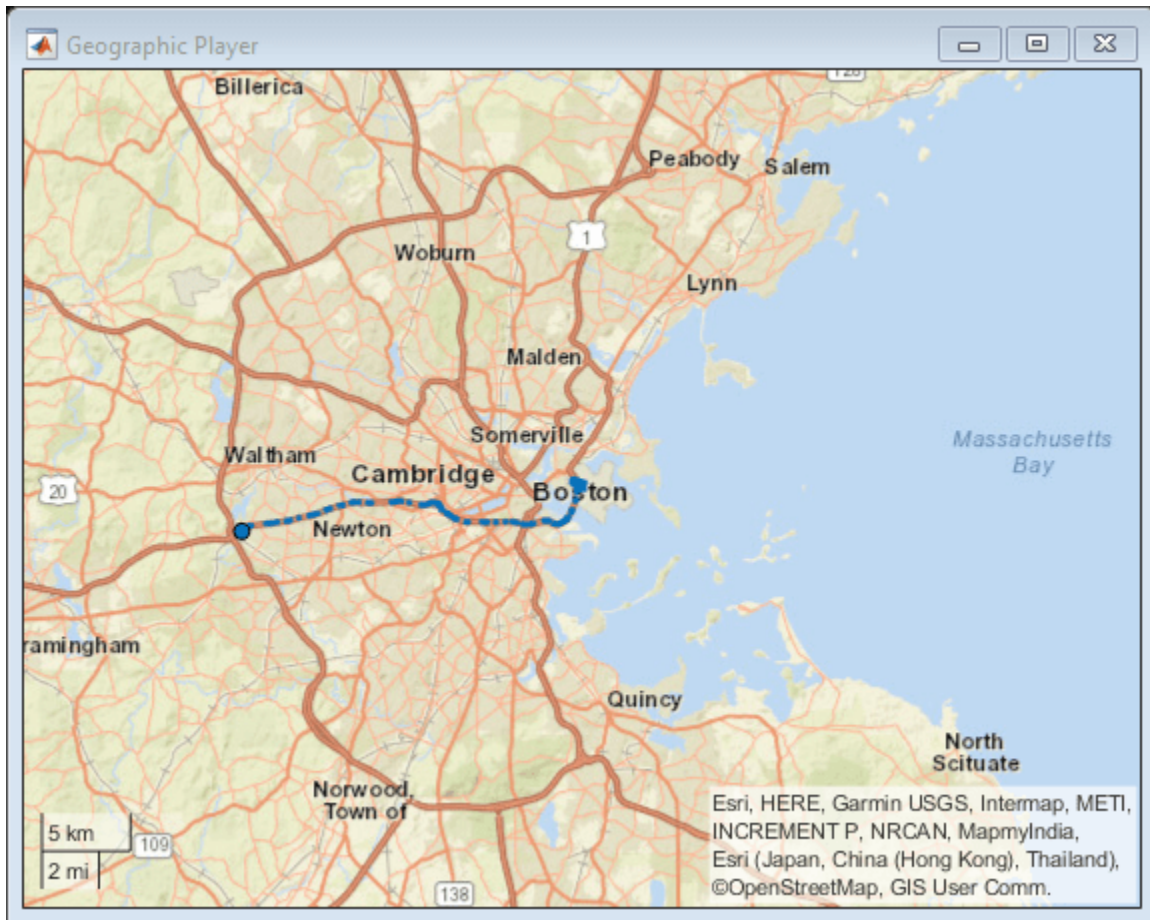 Geographic Player
Billerica
128
Peabody
Salem
1
Woburn
Lynn
Malden
Somerville
Massachusetts
Bay
Waltham
Cambridge
20
Boston
Newton
ramingham
Quincy
North
Scituate
Norwood,
Town of
5 km
2 mi
109
138
Esri, HERE, Garmin USGS, Intermap, METI,
INCREMENT P, NRCAN, MapmyIndia,
Esri (Japan, China (Hong Kong), Thailand),
©OpenStreetMap, GIS User Comm.